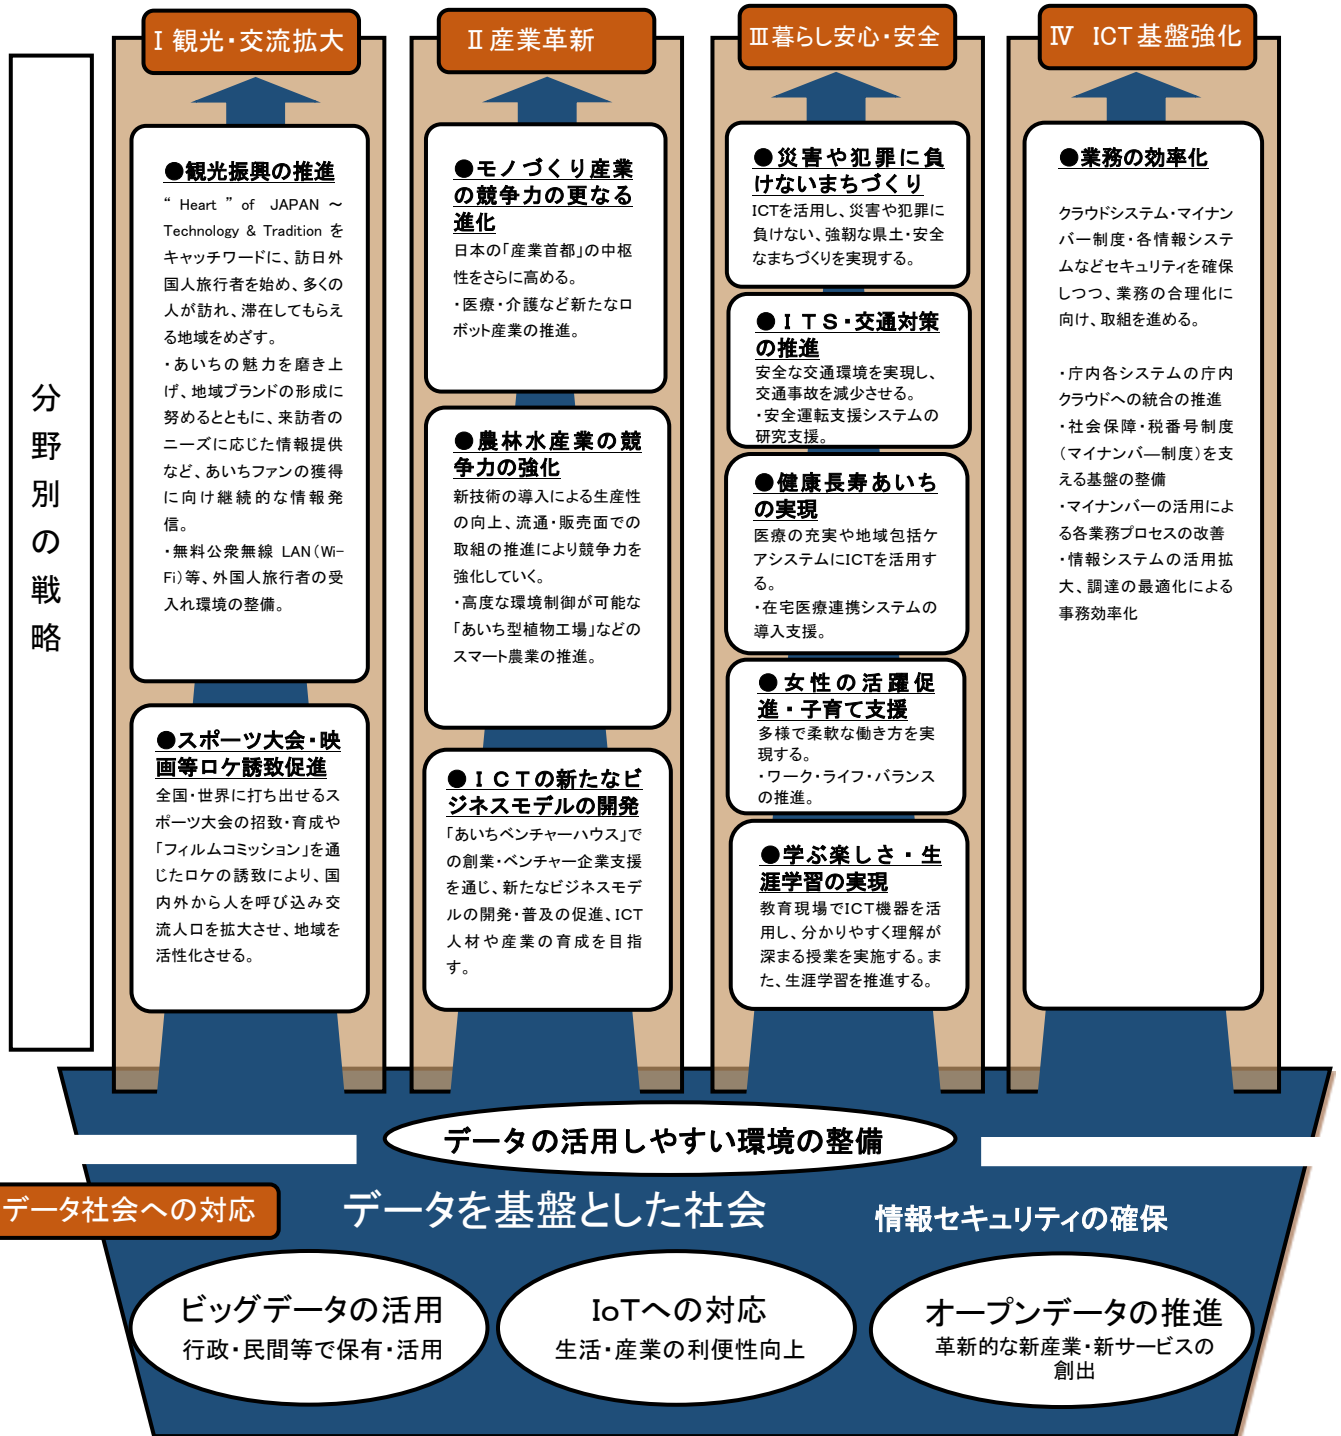 分野別の戦略
Ⅰ 観光・交流拡大
●観光振興の推進
“ Heart ” of JAPAN ～
Technology & Tradition を
キャッチワードに、訪日外
国人旅行者を始め、多くの
人が訪れ、滞在してもらえ
る地域をめざす。
・あいちの魅力を磨き上
げ、地域ブランドの形成に
努めるとともに、来訪者の
ニーズに応じた情報提供
など、あいちファンの獲得
に向け継続的な情報発
信。
・無料公衆無線 LAN（Wi-
Fi）等、外国人旅行者の受
入れ環境の整備。
●スポーツ大会・映
画等ロケ誘致促進
全国・世界に打ち出せるス
ポーツ大会の招致・育成や
「フィルムコミッション」を通
じたロケの誘致により、国
内外から人を呼び込み交
流人口を拡大させ、地域を
活性化させる。
Ⅱ 産業革新
●モノづくり産業
の競争力の更なる
進化
日本の「産業首都」の中枢
性をさらに高める。
・医療・介護など新たなロ
ボット産業の推進。
●農林水産業の競
争力の強化
新技術の導入による生産性
の向上、流通・販売面での
取組の推進により競争力を
強化していく。
・高度な環境制御が可能な
「あいち型植物工場」などの
スマート農業の推進。
●ＩＣＴの新たなビ
ジネスモデルの開発
「あいちベンチャーハウス」で
の創業・ベンチャー企業支援
を通じ、新たなビジネスモデ
ルの開発・普及の促進、ICT
人材や産業の育成を目指
す。
Ⅲ 暮らし安心・安全
●災害や犯罪に負
けないまちづくり
ICTを活用し、災害や犯罪に
負けない、強靭な県土・安全
なまちづくりを実現する。
●ＩＴＳ・交通対策
の推進
安全な交通環境を実現し、
交通事故を減少させる。
・安全運転支援システムの
研究支援。
●健康長寿あいち
の実現
医療の充実や地域包括ケ
アシステムにICTを活用す
る。
・在宅医療連携システムの
導入支援。
●女性の活躍促
進・子育て支援
多様で柔軟な働き方を実
現する。
・ワーク・ライフ・バランス
の推進。
●学ぶ楽しさ・生
涯学習の実現
教育現場でICT機器を活
用し、分かりやすく理解が
深まる授業を実施する。ま
た、生涯学習を推進する。
Ⅳ ICT基盤強化
●業務の効率化
クラウドシステム・マイナン
バー制度・各情報システ
ムなどセキュリティを確保
しつつ、業務の合理化に
向け、取組を進める。
・庁内各システムの庁内
クラウドへの統合の推進
・社会保障・税番号制度
（マイナンバ―制度）を支
える基盤の整備
・マイナンバーの活用によ
る各業務プロセスの改善
・情報システムの活用拡
大、調達の最適化による
事務効率化
データの活用しやすい環境の整備
データ社会への対応
データを基盤とした社会
情報セキュリティの確保
ビッグデータの活用
行政・民間等で保有・活用
IoTへの対応
生活・産業の利便性向上
オープンデータの推進
革新的な新産業・新サービスの
創出